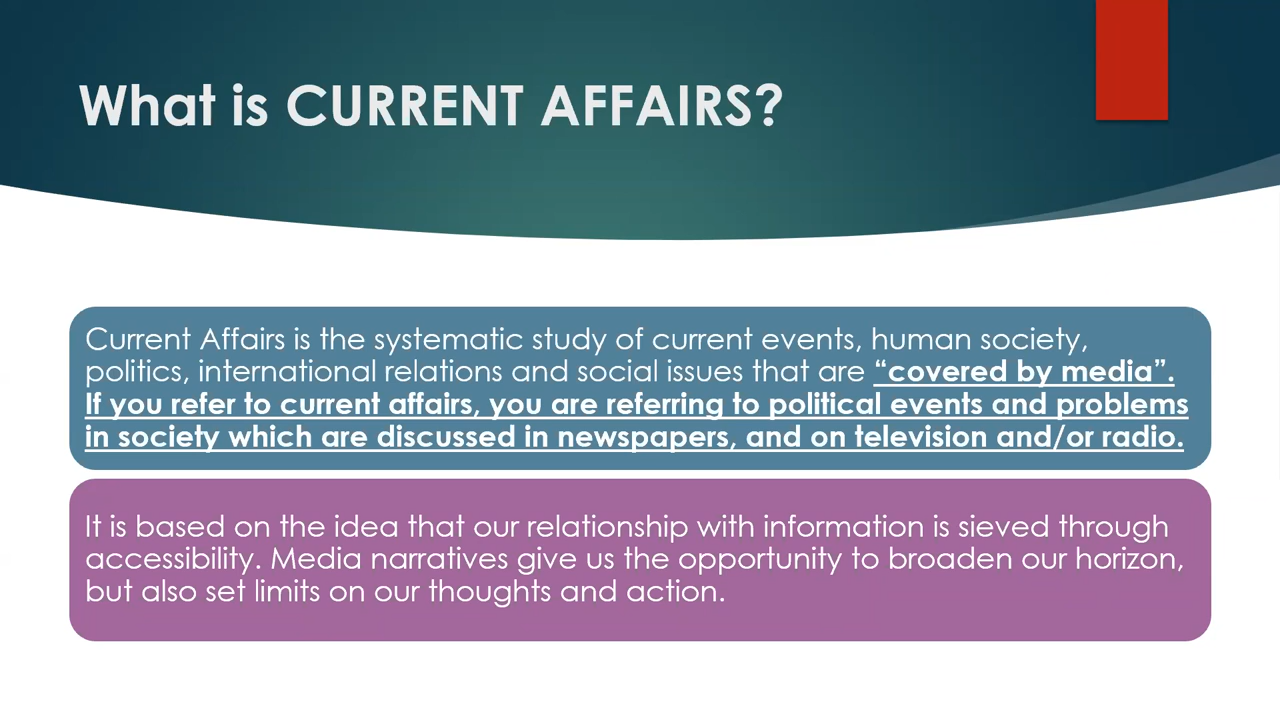 What is CURRENT AFFAIRS?
Current Affairs is the systematic study of current events, human society,
politics, international relations and social issues that are “covered by media”.
If you refer to current affairs, you are referring to political events and problems
in society which are discussed in newspapers, and on television and/or radio.
It is based on the idea that our relationship with information is sieved through
accessibility. Media narratives give us the opportunity to broaden our horizon,
but also set limits on our thoughts and action.